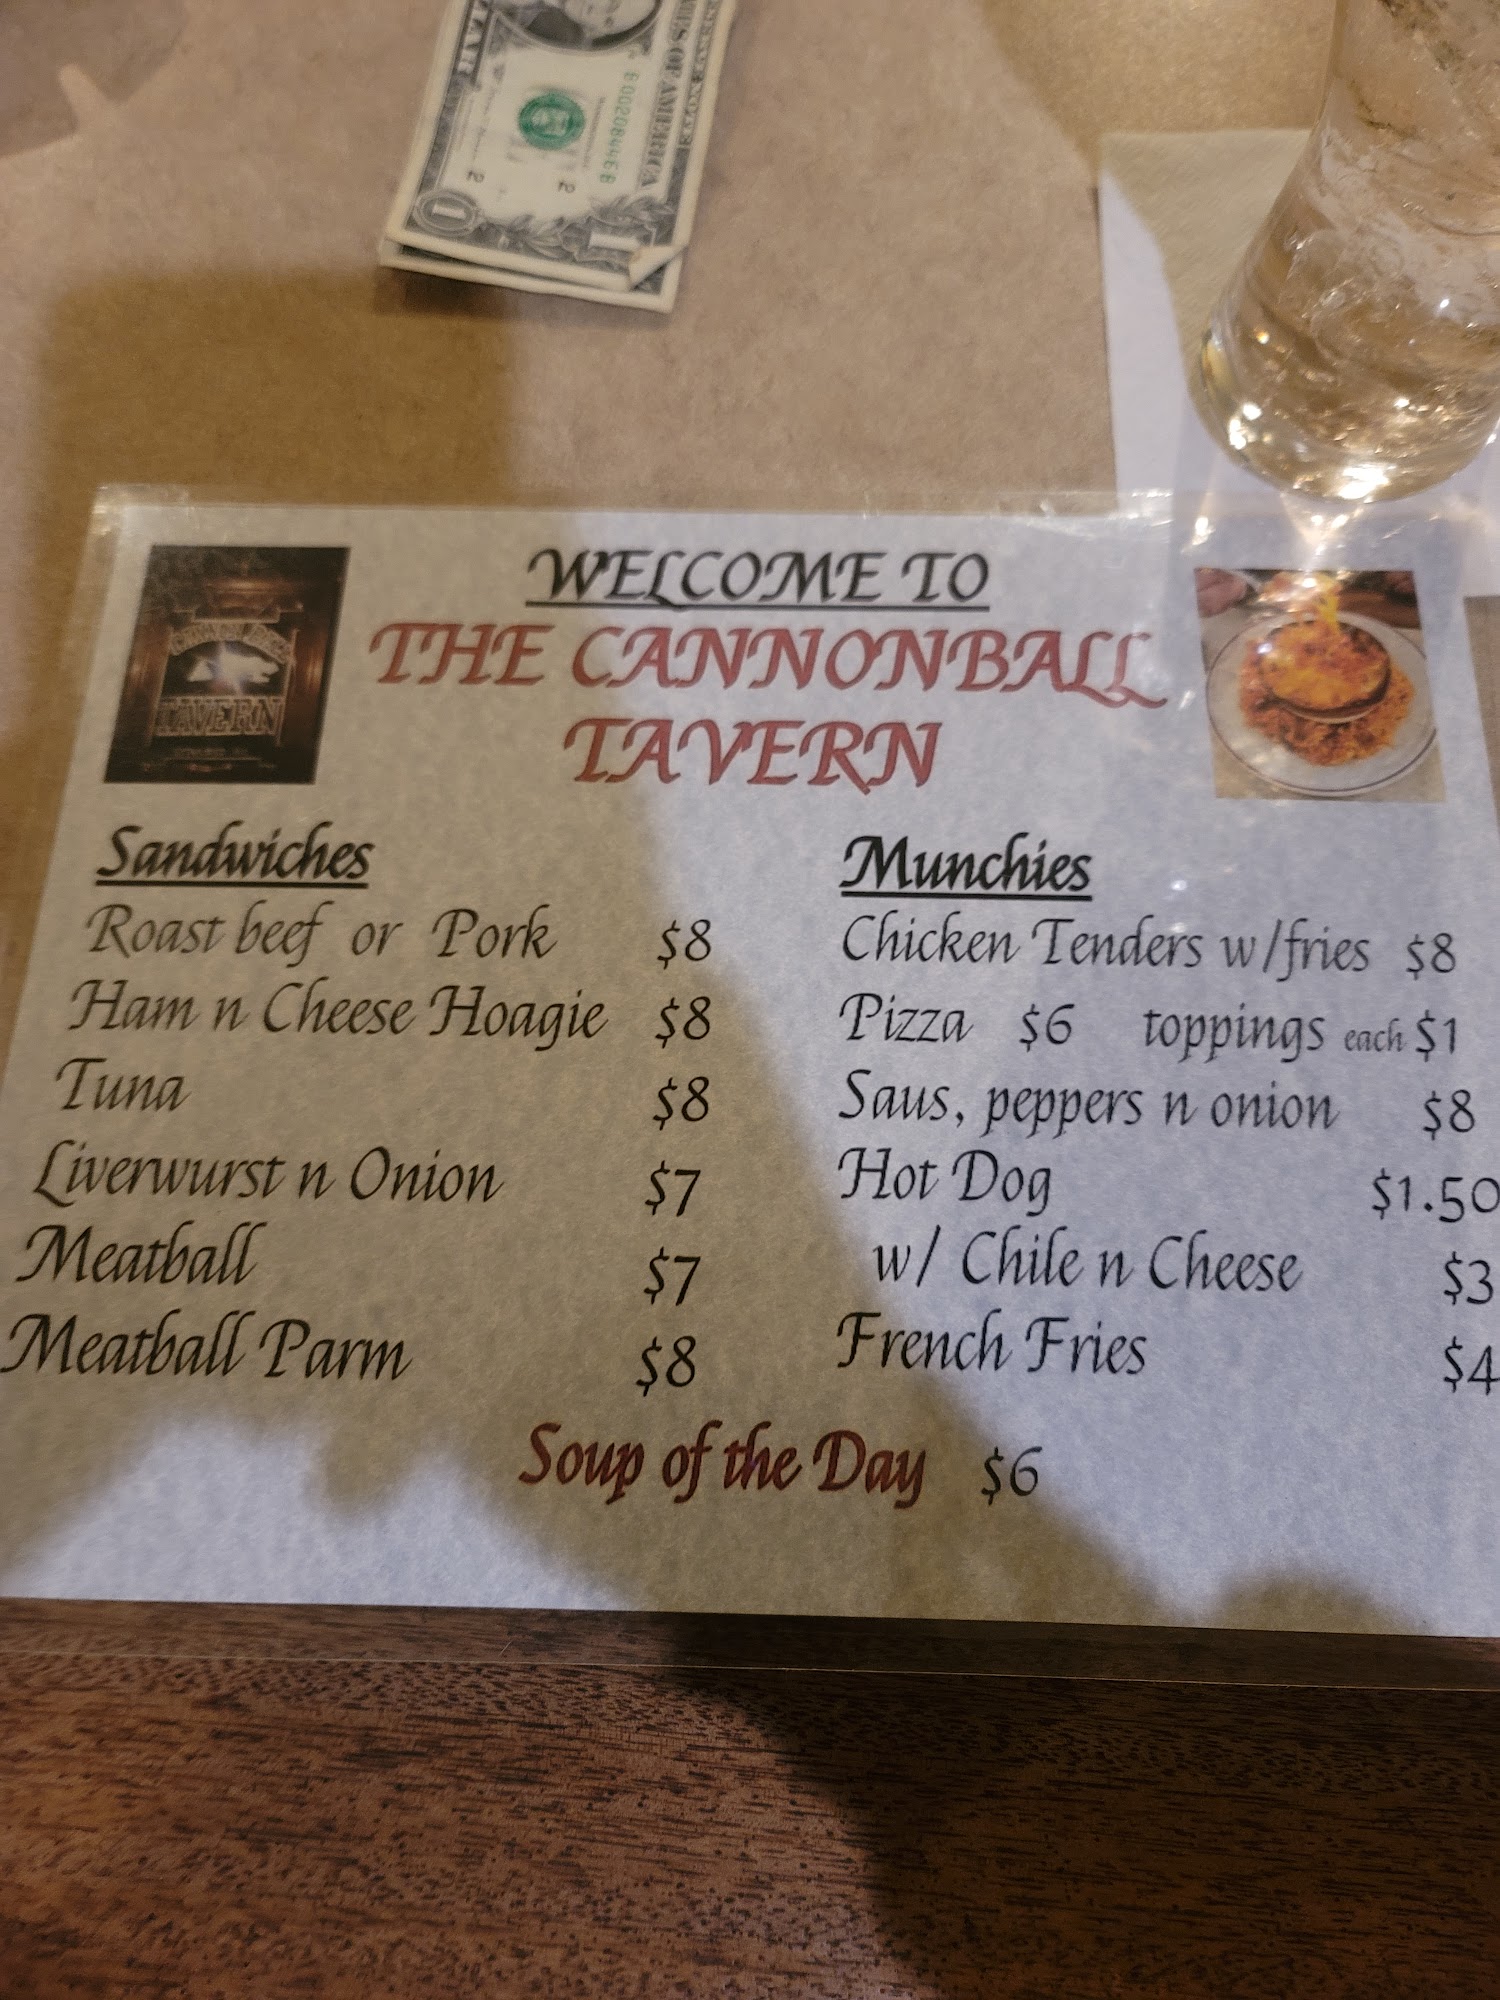 B00208446B
WELCOME TO
THE CANNONBALL
TAVERN
TAVERN
Sandwiches
Roast beef or Pork $8
Ham n Cheese Hoagie $8
Tuna $8
Liverwurst n Onion $7
Meatball $7
Meatball Parm $8
Munchies
Chicken Tenders w/fries $8
Pizza $6 toppings each $1
Saus, peppers n onion $8
Hot Dog $1.50
w/ Chile n Cheese $3
French Fries $4
Soup of the Day $6